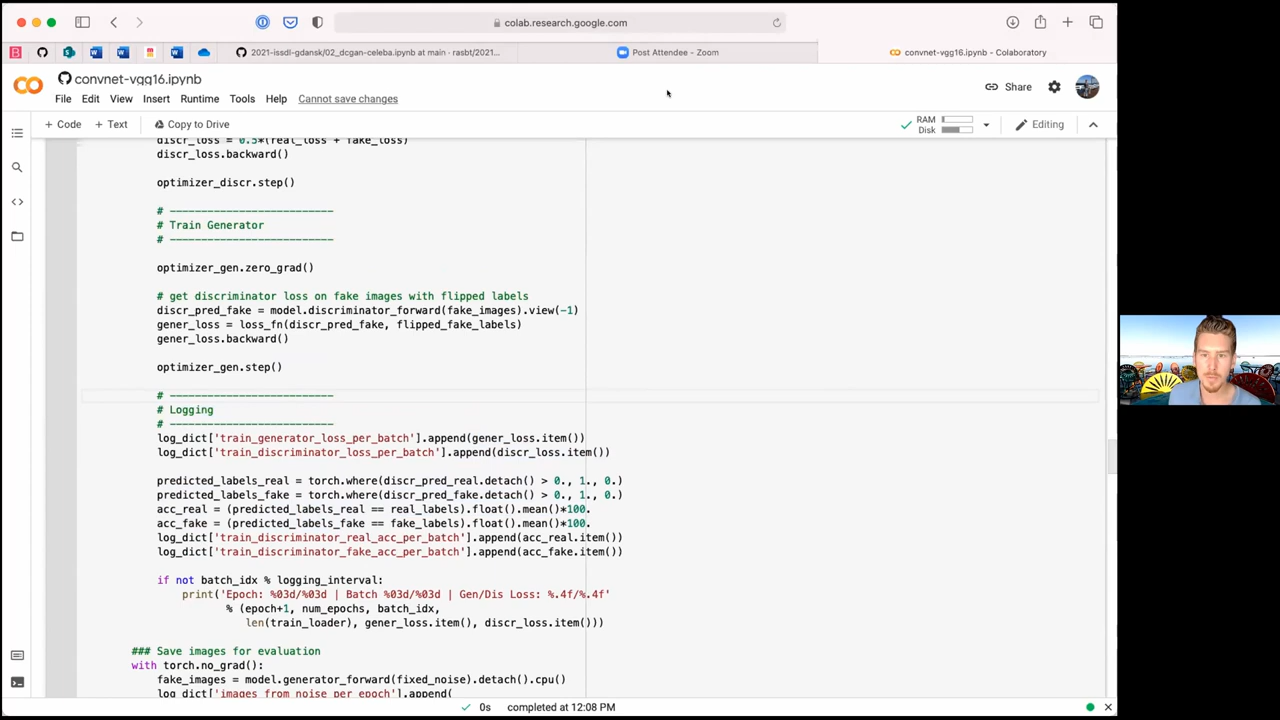 colab.research.google.com
2021-issdl-gdansk/02_dcgan-celeba.ipynb at main · rasbt/2021...
Post Attendee - Zoom
convnet-vgg16.ipynb - Colaboratory
convnet-vgg16.ipynb
File Edit View Insert Runtime Tools Help Cannot save changes
Share
+ Code + Text Copy to Drive
RAM
Disk
Editing
discr_loss = 0.5*(real_loss + fake_loss)
discr_loss.backward()
optimizer_discr.step()
# --------------------------
# Train Generator
# --------------------------
optimizer_gen.zero_grad()
# get discriminator loss on fake images with flipped labels
discr_pred_fake = model.discriminator_forward(fake_images).view(-1)
gener_loss = loss_fn(discr_pred_fake, flipped_fake_labels)
gener_loss.backward()
optimizer_gen.step()
# --------------------------
# Logging
# --------------------------
log_dict['train_generator_loss_per_batch'].append(gener_loss.item())
log_dict['train_discriminator_loss_per_batch'].append(discr_loss.item())
predicted_labels_real = torch.where(discr_pred_real.detach() > 0., 1., 0.)
predicted_labels_fake = torch.where(discr_pred_fake.detach() > 0., 1., 0.)
acc_real = (predicted_labels_real == real_labels).float().mean()*100.
acc_fake = (predicted_labels_fake == fake_labels).float().mean()*100.
log_dict['train_discriminator_real_acc_per_batch'].append(acc_real.item())
log_dict['train_discriminator_fake_acc_per_batch'].append(acc_fake.item())
if not batch_idx % logging_interval:
print('Epoch: %03d/%03d | Batch %03d/%03d | Gen/Dis Loss: %.4f/%.4f'
% (epoch+1, num_epochs, batch_idx,
len(train_loader), gener_loss.item(), discr_loss.item()))
### Save images for evaluation
with torch.no_grad():
fake_images = model.generator_forward(fixed_noise).detach().cpu()
log_dict['images_from_noise_per_epoch'].append(
0s completed at 12:08 PM